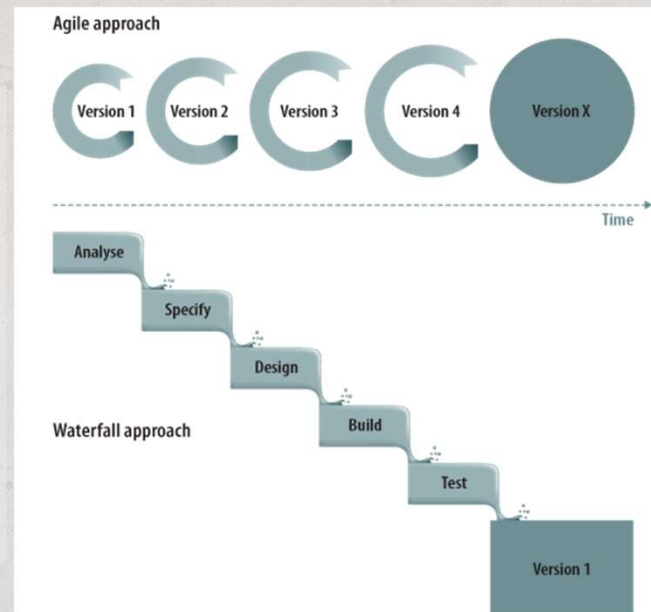 Agile approach
Version 1
Version 2
Version 3
Version 4
Version X
Time
Analyse
Specify
Design
Build
Waterfall approach
Test
Version 1